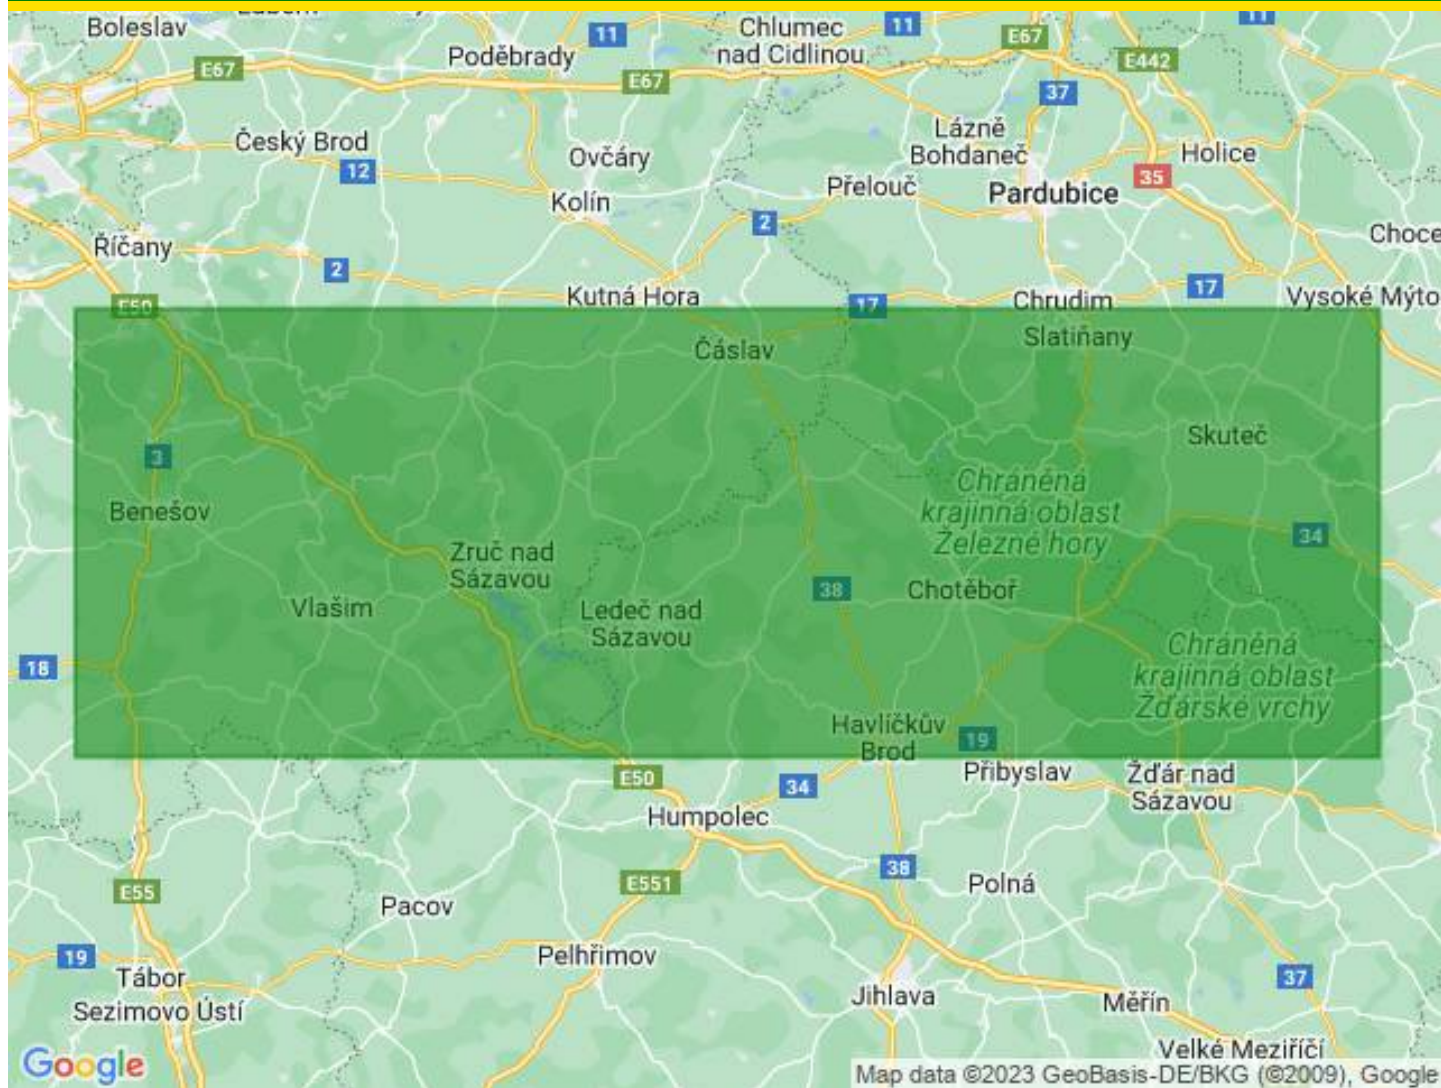 Boleslav
11
Chlumec
nad Cidlinou
11
E67
11
Poděbrady
E67
E67
E442
37
Český Brod
12
Ovčáry
Lázně
Bohdaneč
Holice
Kolín
Přelouč
Pardubice
35
2
Říčany
2
Choce
Kutná Hora
17
Chrudim
17
Vysoké Mýto
E50
Čáslav
Slatiňany
3
Skuteč
Benešov
Chráněná
krajinná oblast
Železné hory
34
Zruč nad
Sázavou
Vlašim
Ledeč nad
Sázavou
38
Chotěboř
18
Chráněná
krajinná oblast
Žďárské vrchy
Havlíčkův
Brod
19
E50
34
Přibyslav
Žďár nad
Sázavou
Humpolec
38
E55
E551
Polná
Pacov
19
Pelhřimov
Tábor
Sezimovo Ústí
Jihlava
37
Měřín
Velké Meziříčí
Google
Map data ©2023 GeoBasis-DE/BKG (©2009), Google